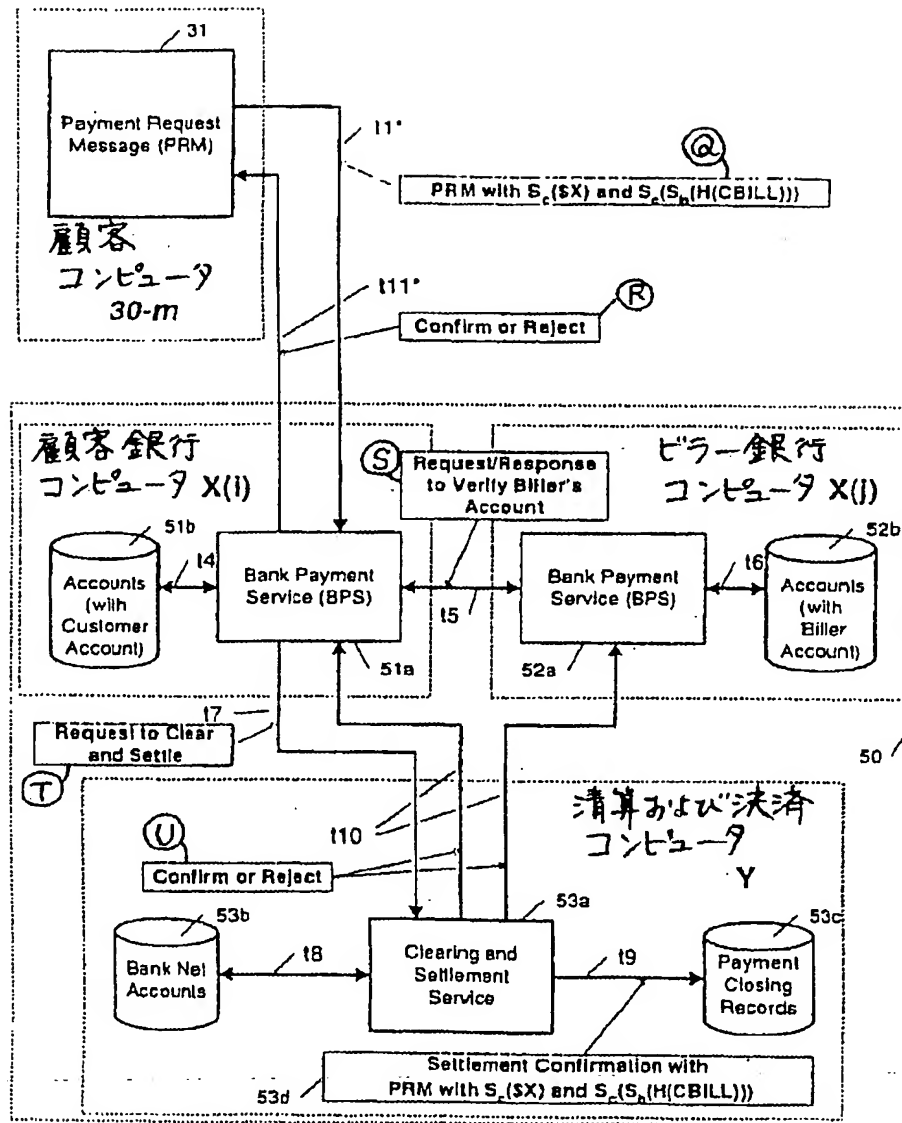 31
Payment Request
Message (PRM)
顧客
コンピュータ
30-m
t1*
Q
PRM with Sc($X) and Sc(Sb(H(CBILL)))
t11*
R
Confirm or Reject
顧客銀行
コンピュータ X(i)
51b
Accounts
(with
Customer
Account)
t4
Bank Payment
Service (BPS)
51a
S
Request/Response
to Verify Biller's
Account
t5
ビラー銀行
コンピュータ X(j)
52b
Bank Payment
Service (BPS)
52a
t6
Accounts
(with
Biller
Account)
t7
Request to Clear
and Settle
T
50
清算および決済
コンピュータ
Y
t10
U
Confirm or Reject
53b
Bank Net
Accounts
t8
53a
Clearing and
Settlement
Service
t9
53c
Payment
Closing
Records
Settlement Confirmation with
PRM with Sc($X) and Sc(Sb(H(CBILL)))
53d